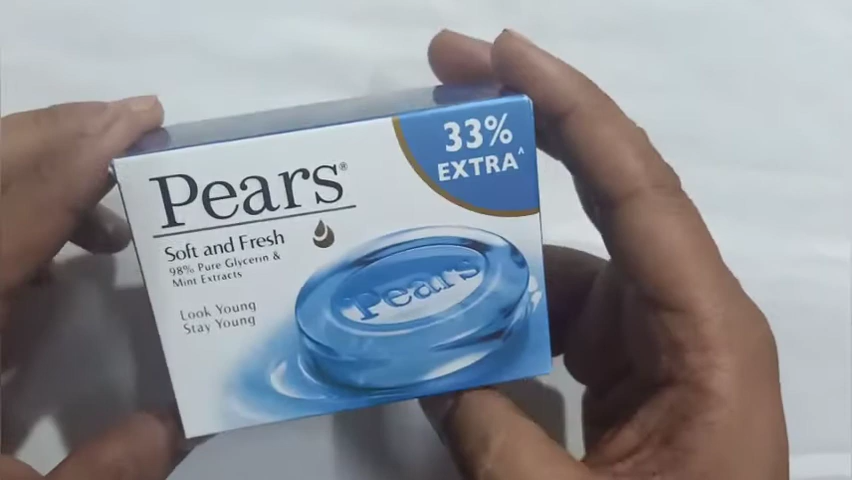 33%
EXTRA^
Pears®
Soft and Fresh
98% Pure Glycerin &
Mint Extracts
Look Young
Stay Young
Pears